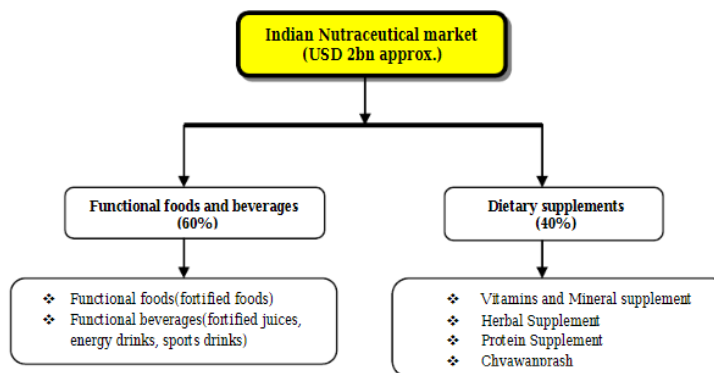 Indian Nutraceutical market
(USD 2bn approx.)
Functional foods and beverages
(60%)
Dietary supplements
(40%)
❖ Functional foods(fortified foods)
❖ Functional beverages(fortified juices,
energy drinks, sports drinks)
❖ Vitamins and Mineral supplement
❖ Herbal Supplement
❖ Protein Supplement
❖ Chyawanprash